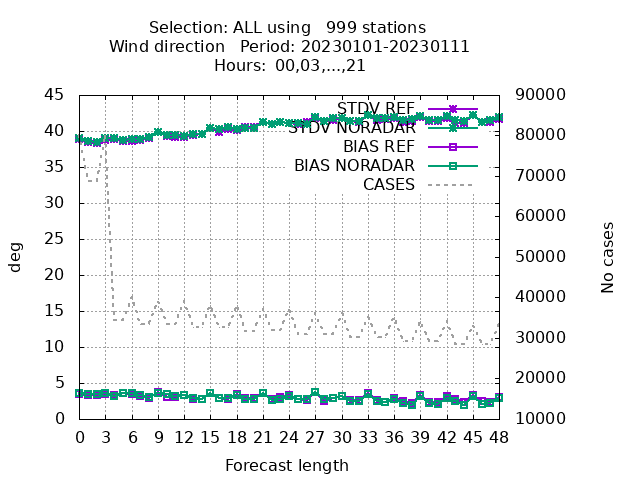 Selection: ALL using   999 stations
Wind direction   Period: 20230101-20230111
Hours: 00,03,...,21
45 90000
STDV REF
40 80000
STDV NORADAR
BIAS REF
35 70000
BIAS NORADAR
CASES
30 60000
25 50000
deg No cases
20 40000
15 30000
10
5 20000
0 10000
0 3 6 9 12 15 18 21 24 27 30 33 36 39 42 45 48
Forecast length